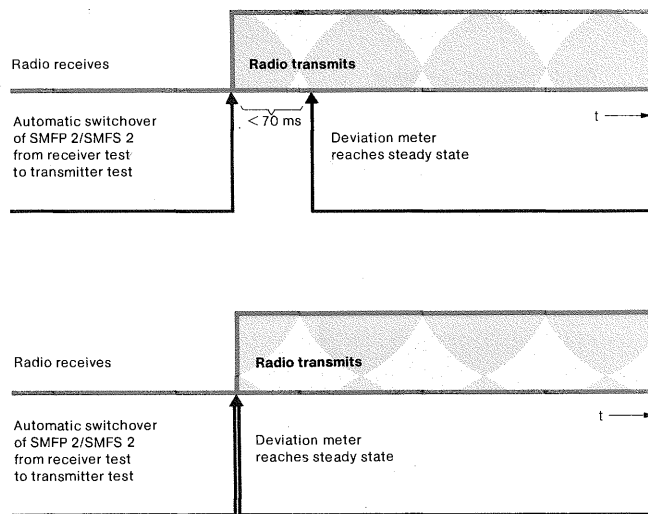 Radio receives
Radio transmits
Automatic switchover
of SMFP 2/SMFS 2
from receiver test
to transmitter test
< 70 ms
Deviation meter
reaches steady state
t
Radio receives
Radio transmits
Automatic switchover
of SMFP 2/SMFS 2
from receiver test
to transmitter test
Deviation meter
reaches steady state
t